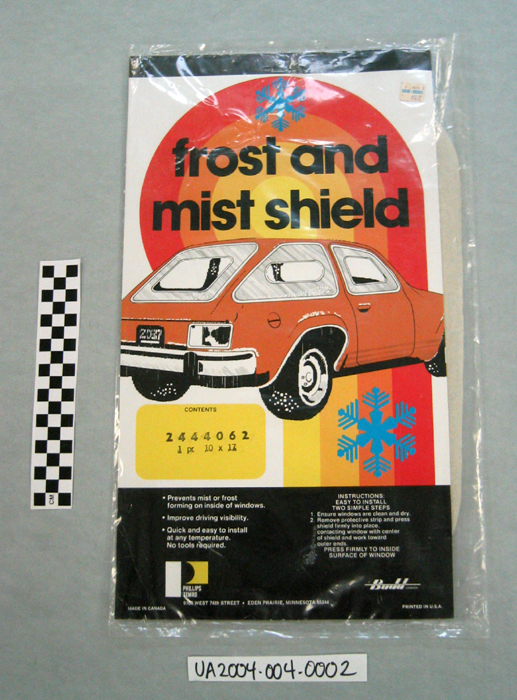 frost and
mist shield
CONTENTS
2444062
1 pc 10 x 12
• Prevents mist or frost
forming on inside of windows.
• Improve driving visibility.
• Quick and easy to install
at any temperature.
No tools required.
INSTRUCTIONS:
EASY TO INSTALL
TWO SIMPLE STEPS
1. Ensure windows are clean and dry.
2. Remove protective strip and press
shield firmly into place,
contacting window with center
of shield and work toward
outer ends.
PRESS FIRMLY TO INSIDE
SURFACE OF WINDOW
PHILLIPS
TEMRO
WEST 74th STREET • EDEN PRAIRIE, MINNESOTA
Budd
MADE IN CANADA
PRINTED IN U.S.A.
CM
UA2004-004-0002